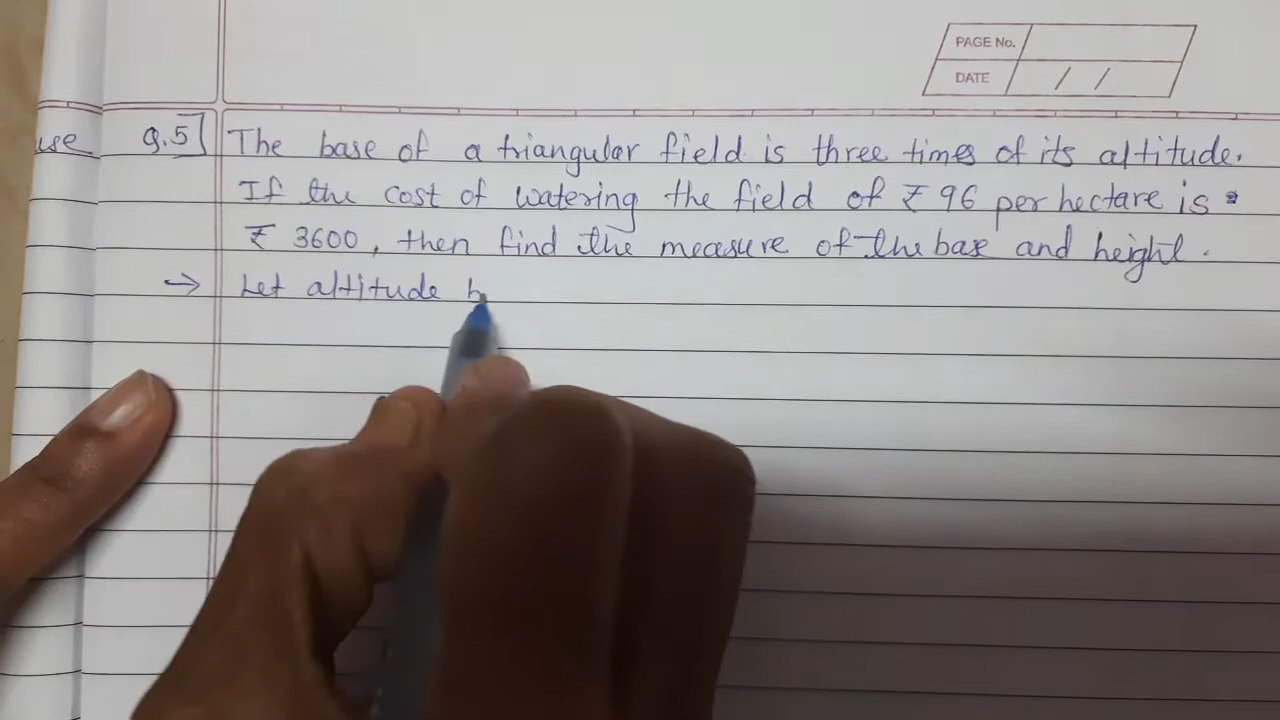 PAGE No.
DATE / /
use Q.5] The base of a triangular field is three times of its altitude.
If the cost of watering the field of ₹ 96 per hectare is
₹ 3600, then find the measure of the base and height.
→ Let altitude b